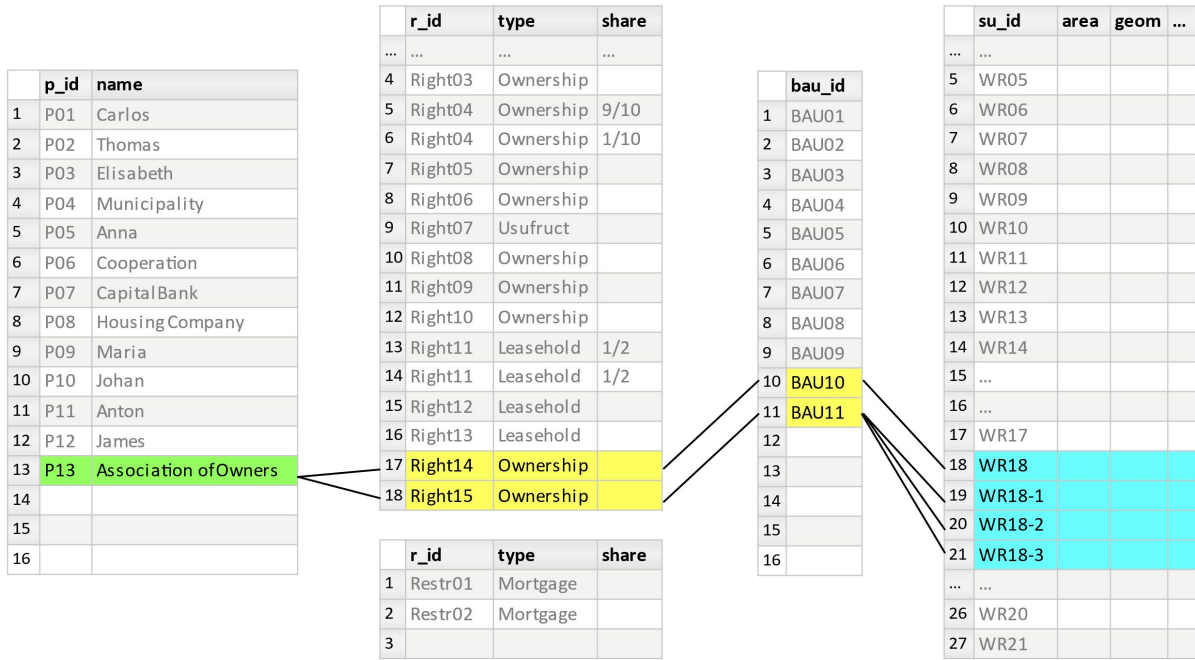 p_id name
1 P01 Carlos
2 P02 Thomas
3 P03 Elisabeth
4 P04 Municipality
5 P05 Anna
6 P06 Cooperation
7 P07 CapitalBank
8 P08 Housing Company
9 P09 Maria
10 P10 Johan
11 P11 Anton
12 P12 James
13 P13 Association of Owners
14
15
16
r_id type share
... ... ... ...
4 Right03 Ownership
5 Right04 Ownership 9/10
6 Right04 Ownership 1/10
7 Right05 Ownership
8 Right06 Ownership
9 Right07 Usufruct
10 Right08 Ownership
11 Right09 Ownership
12 Right10 Ownership
13 Right11 Leasehold 1/2
14 Right11 Leasehold 1/2
15 Right12 Leasehold
16 Right13 Leasehold
17 Right14 Ownership
18 Right15 Ownership
r_id type share
1 Restr01 Mortgage
2 Restr02 Mortgage
3
bau_id
1 BAU01
2 BAU02
3 BAU03
4 BAU04
5 BAU05
6 BAU06
7 BAU07
8 BAU08
9 BAU09
10 BAU10
11 BAU11
12
13
14
15
16
su_id area geom ...
... ...
5 WR05
6 WR06
7 WR07
8 WR08
9 WR09
10 WR10
11 WR11
12 WR12
13 WR13
14 WR14
15 ...
16 ...
17 WR17
18 WR18
19 WR18-1
20 WR18-2
21 WR18-3
... ...
26 WR20
27 WR21